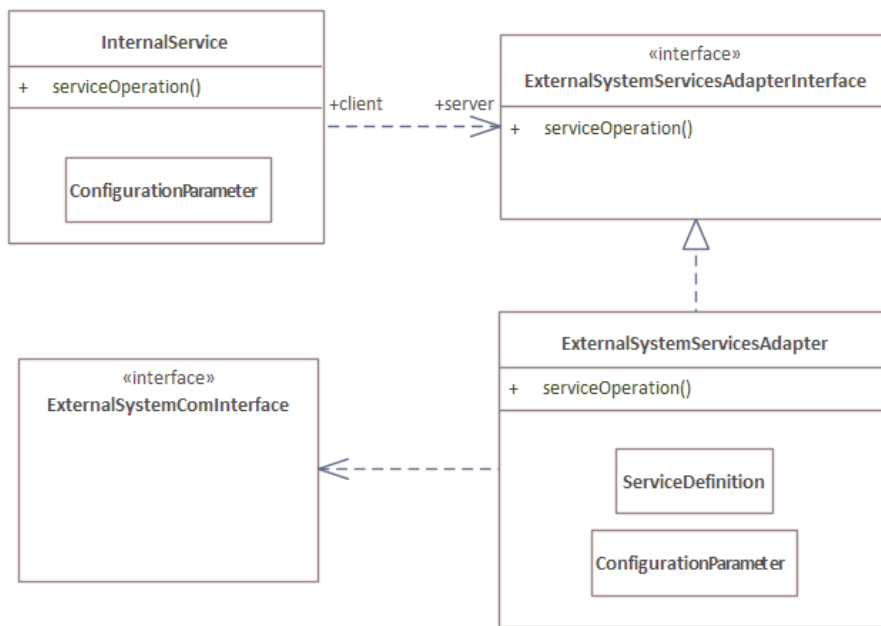 InternalService
+ serviceOperation()
ConfigurationParameter
+client
+server
«interface»
ExternalSystemServicesAdapterInterface
+ serviceOperation()
«interface»
ExternalSystemComInterface
ExternalSystemServicesAdapter
+ serviceOperation()
ServiceDefinition
ConfigurationParameter